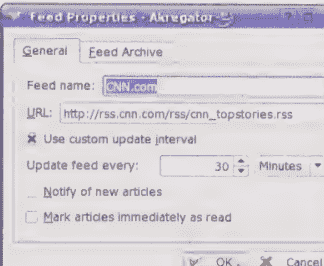 Feed Properties - Akregator
General Feed Archive
Feed name: CNN.com
URL: http://rss.cnn.com/rss/cnn_topstories.rss
Use custom update interval
Update feed every: 30 Minutes
Notify of new articles
Mark articles immediately as read
OK Cancel